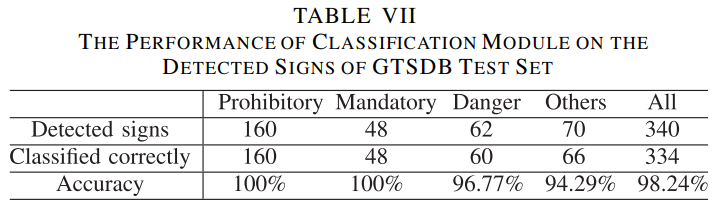 TABLE VII
THE PERFORMANCE OF CLASSIFICATION MODULE ON THE
DETECTED SIGNS OF GTSDB TEST SET
Prohibitory Mandatory Danger Others All
Detected signs 160 48 62 70 340
Classified correctly 160 48 60 66 334
Accuracy 100% 100% 96.77% 94.29% 98.24%